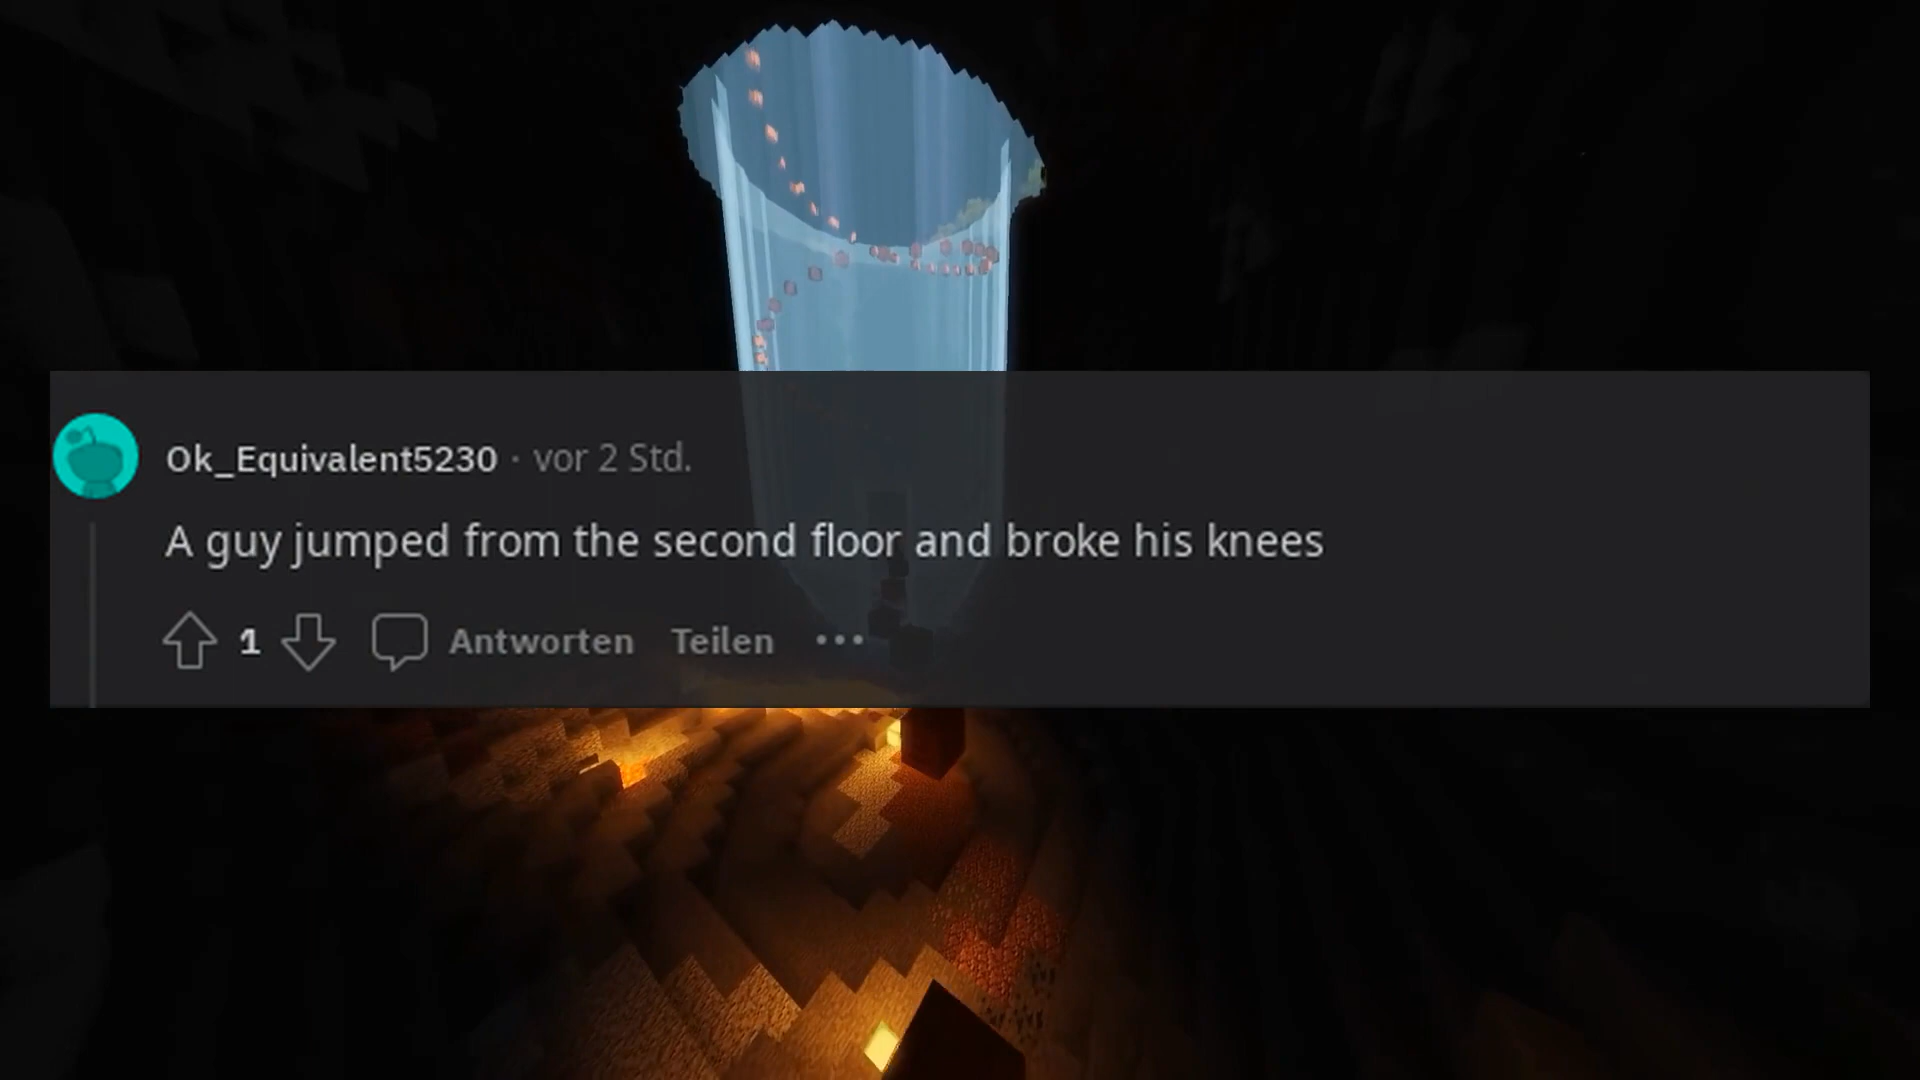 Ok_Equivalent5230 · vor 2 Std.
A guy jumped from the second floor and broke his knees
1 Antworten Teilen •••